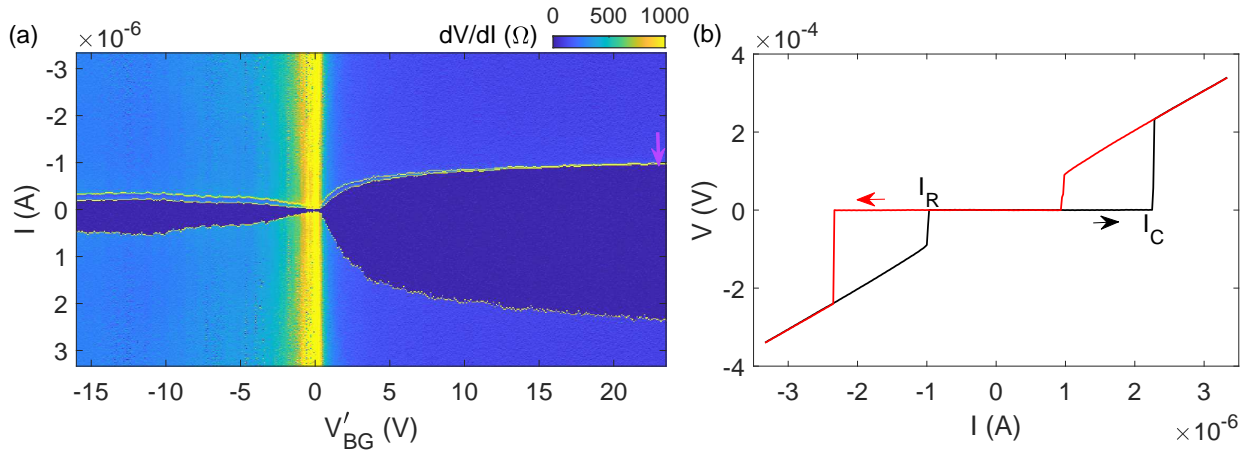 (a)
×10⁻⁶
dV/dI (Ω)
0 500 1000
-3
-2
-1
0
1
2
3
I (A)
-15 -10 -5 0 5 10 15 20
V′BG (V)
(b)
×10⁻⁴
4
2
0
-2
-4
V (V)
IR
IC
-3 -2 -1 0 1 2 3
I (A)
×10⁻⁶